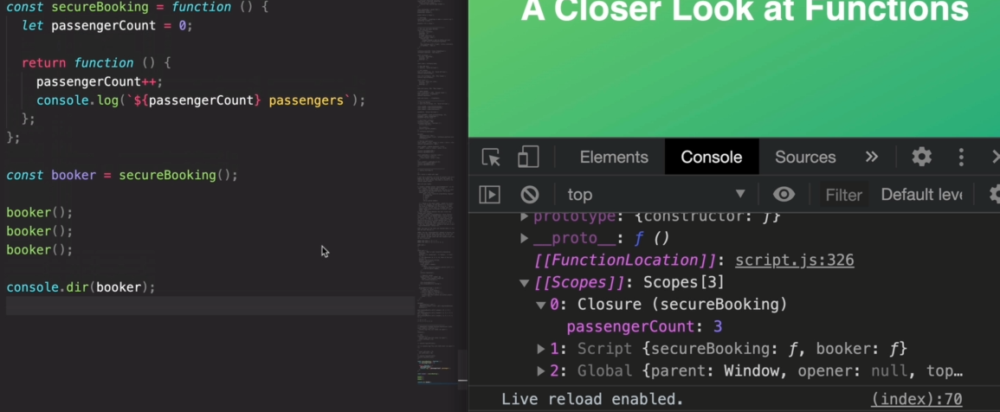 const secureBooking = function () {
let passengerCount = 0;
return function () {
passengerCount++;
console.log(`${passengerCount} passengers`);
};
};
const booker = secureBooking();
booker();
booker();
booker();
console.dir(booker);
A Closer Look at Functions
Elements Console Sources »
top Filter Default leve
prototype: {constructor: ƒ}
__proto__: ƒ ()
[[FunctionLocation]]: script.js:326
[[Scopes]]: Scopes[3]
0: Closure (secureBooking)
passengerCount: 3
1: Script {secureBooking: ƒ, booker: ƒ}
2: Global {parent: Window, opener: null, top…
Live reload enabled. (index):70